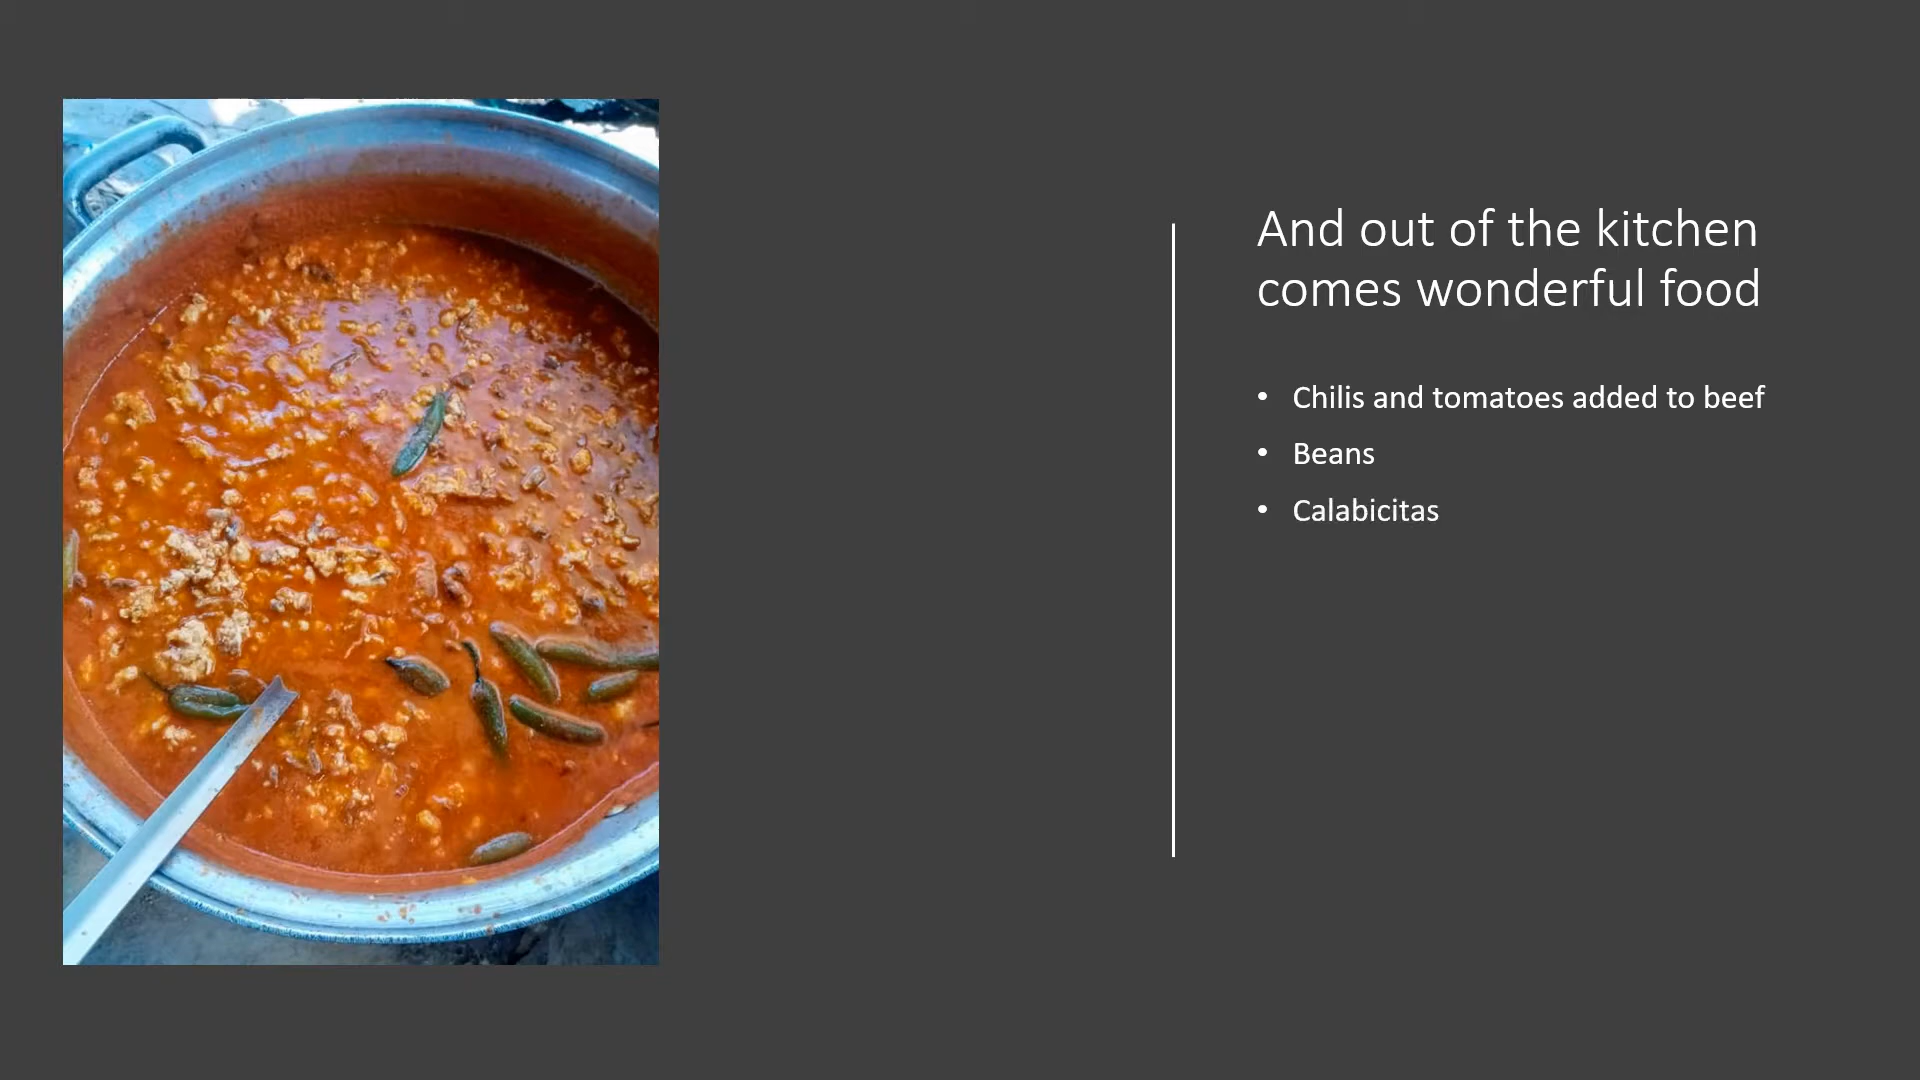 And out of the kitchen
comes wonderful food
• Chilis and tomatoes added to beef
• Beans
• Calabicitas